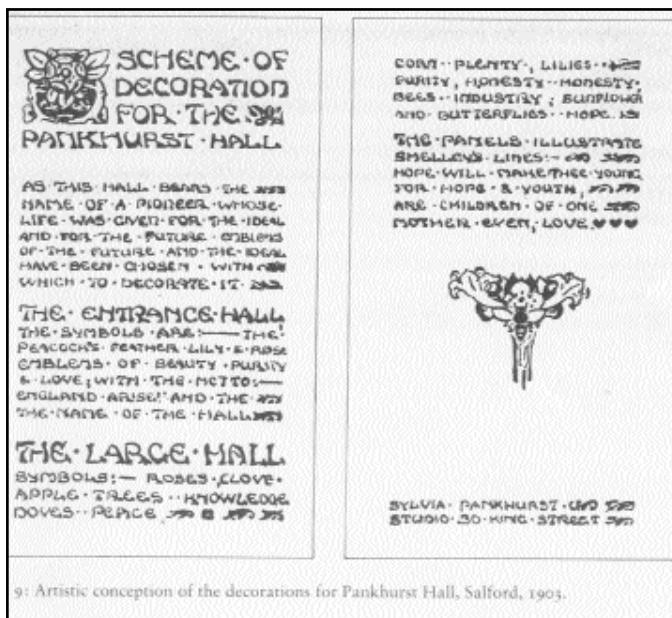 SCHEME·OF
DECORATION
FOR·THE
PANKHURST·HALL
AS·THIS·HALL·BEARS·THE
NAME·OF·A·PIONEER·WHOSE·
LIFE·WAS·GIVEN·FOR·THE·IDEAL
AND·FOR·THE·FUTURE·EMBLEMS
OF·THE·FUTURE·AND·THE·IDEAL
HAVE·BEEN·CHOSEN·WITH
WHICH·TO·DECORATE·IT
THE·ENTRANCE·HALL
THE·SYMBOLS·ARE:— THE
PEACOCK'S·FEATHER·LILY·&·ROSE
EMBLEMS·OF·BEAUTY·PURITY
& LOVE; WITH·THE·MOTTO:—
ENGLAND·ARISE!·AND·THE
THE·NAME·OF·THE·HALL
THE·LARGE·HALL
SYMBOLS:— ROSES, LOVE·
APPLE·TREES··KNOWLEDGE
DOVES··PEACE
CORN··PLENTY·, LILIES··
PURITY, HONESTY··HONESTY·
BEES··INDUSTRY; SUNFLOWER
AND·BUTTERFLIES··HOPE
THE·PANELS·ILLUSTRATE
SHELLEY'S·LINES:—
HOPE·WILL·MAKE·THEE·YOUNG
FOR·HOPE·&·YOUTH,
ARE·CHILDREN·OF·ONE
MOTHER·EVEN, LOVE
SYLVIA·PANKHURST·
STUDIO·30·KING·STREET
9: Artistic conception of the decorations for Pankhurst Hall, Salford, 1903.